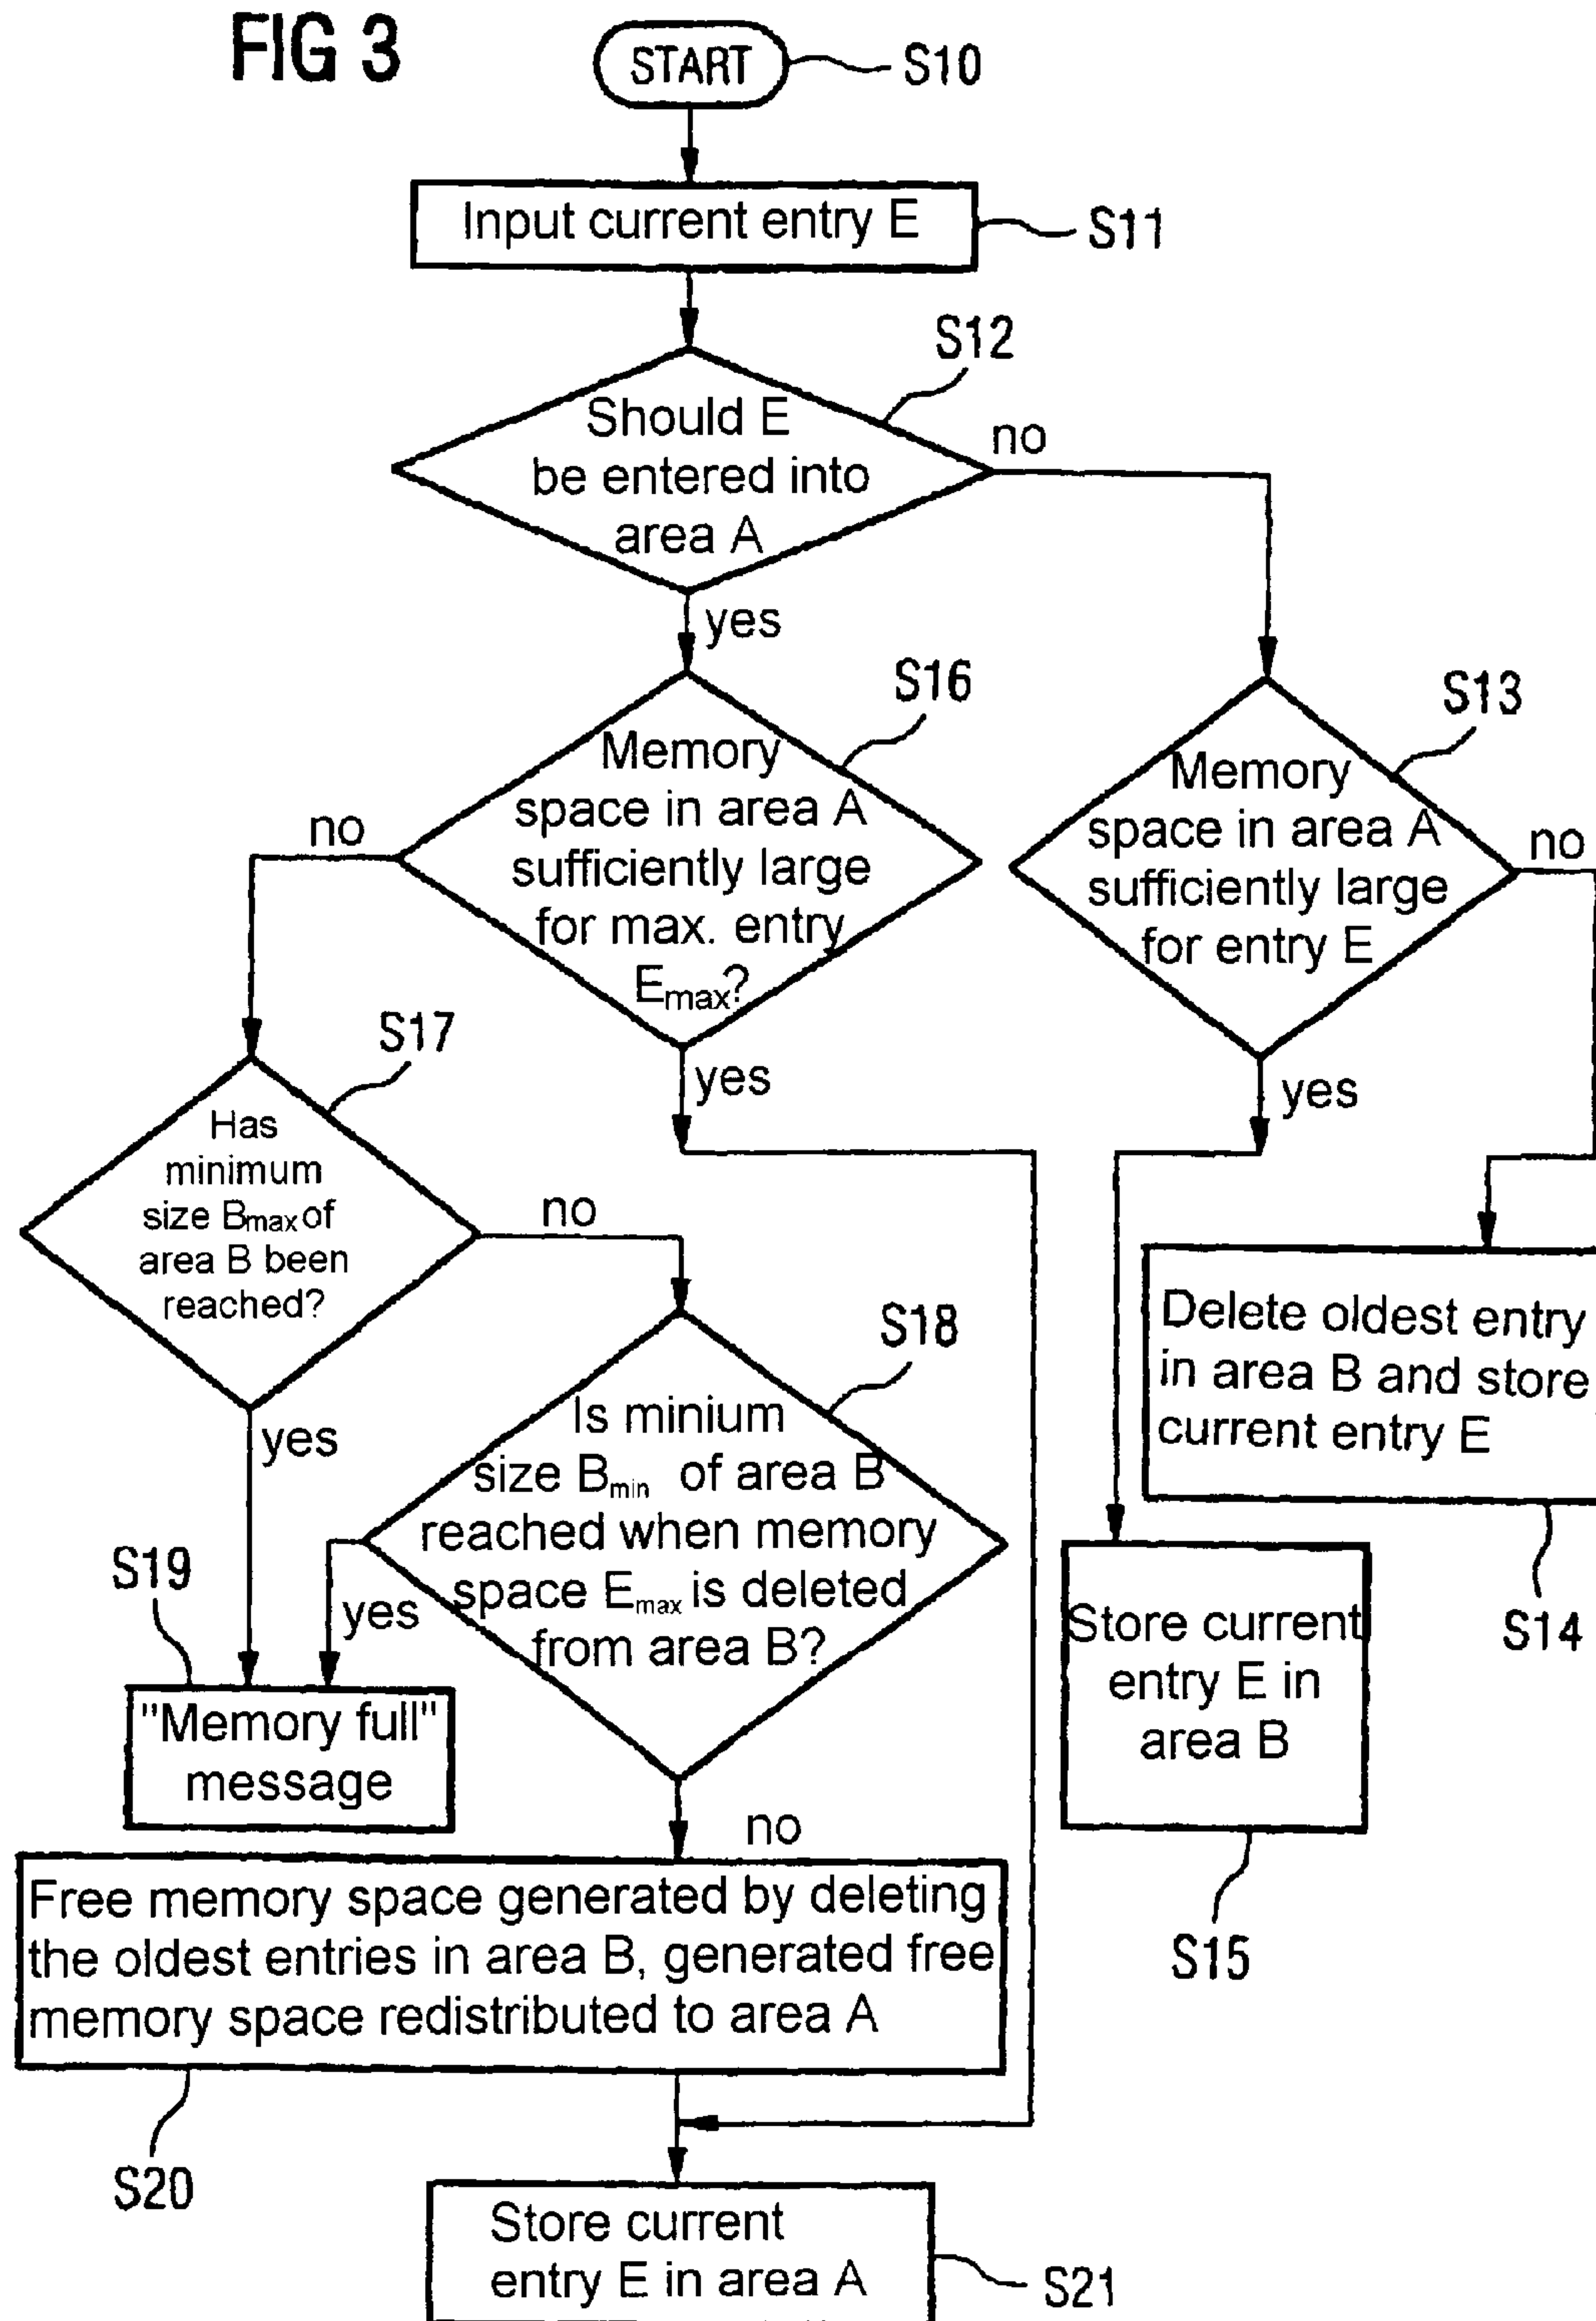 FIG 3
START
S10
Input current entry E
S11
S12
Should E
be entered into
area A
no
yes
S16
Memory
space in area A
sufficiently large
for max. entry
Emax?
no
yes
S13
Memory
space in area A
sufficiently large
for entry E
no
yes
S17
Has
minimum
size Bmax of
area B been
reached?
no
yes
S18
Is minium
size Bmin of area B
reached when memory
space Emax is deleted
from area B?
yes
no
S19
"Memory full"
message
Delete oldest entry
in area B and store
current entry E
S14
Store current
entry E in
area B
S15
Free memory space generated by deleting
the oldest entries in area B, generated free
memory space redistributed to area A
S20
Store current
entry E in area A
S21